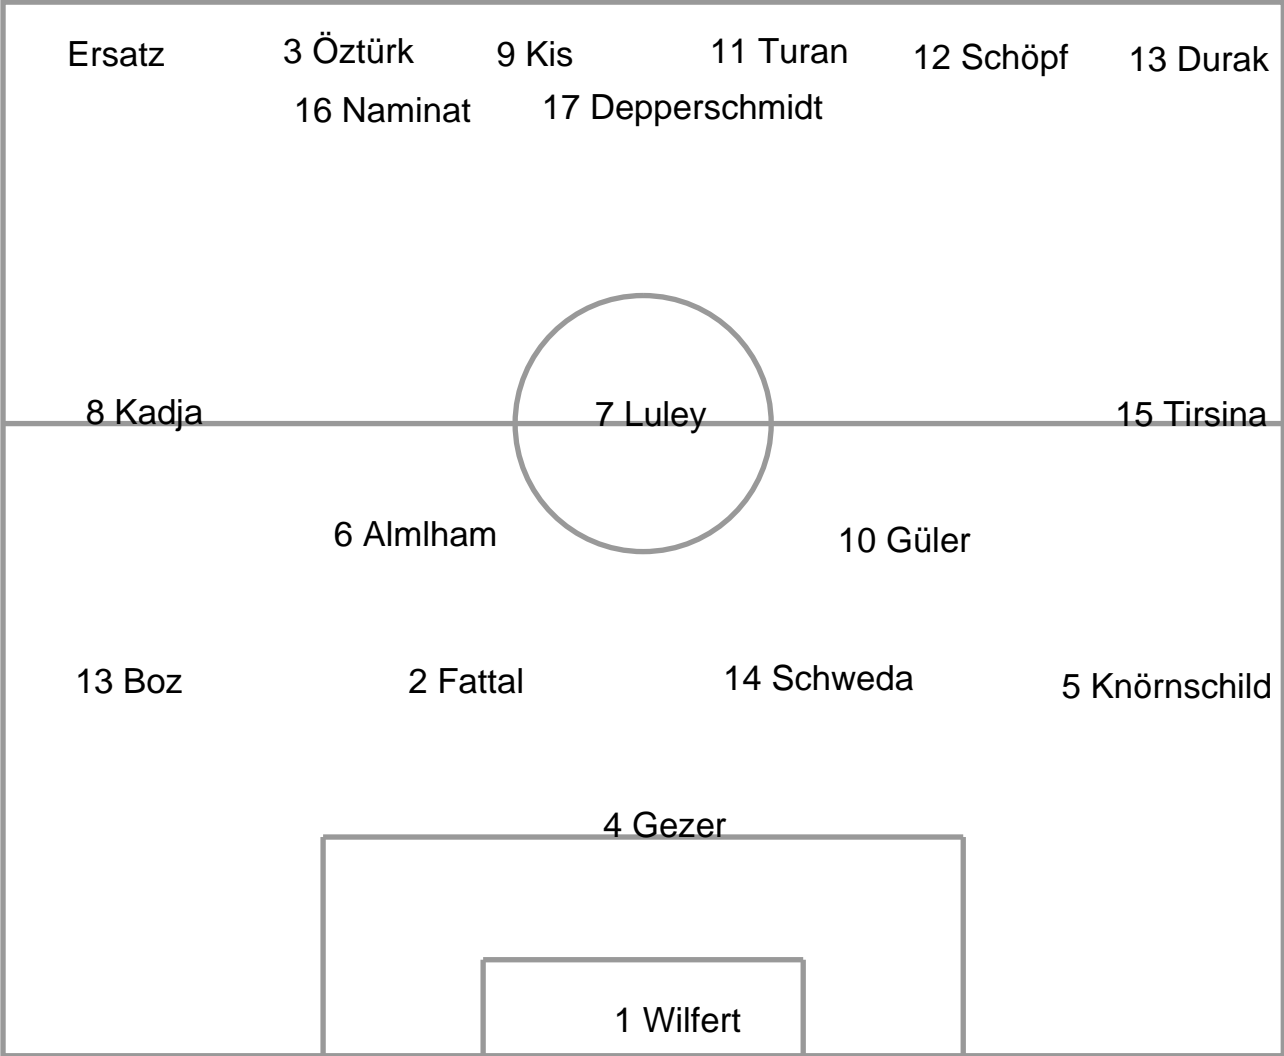 Ersatz 3 Öztürk 9 Kis 11 Turan 12 Schöpf 13 Durak
16 Naminat 17 Depperschmidt
8 Kadja 7 Luley 15 Tirsina
6 Almlham 10 Güler
13 Boz 2 Fattal 14 Schweda 5 Knörnschild
4 Gezer
1 Wilfert